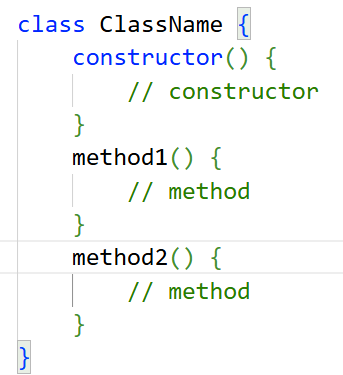 class ClassName {
    constructor() {
        // constructor
    }
    method1() {
        // method
    }
    method2() {
        // method
    }
}